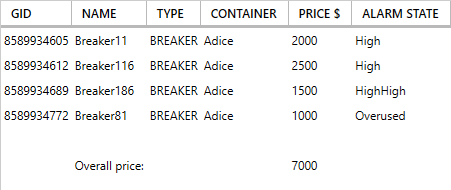 GID NAME TYPE CONTAINER PRICE $ ALARM STATE
8589934605 Breaker11 BREAKER Adice 2000 High
8589934612 Breaker116 BREAKER Adice 2500 High
8589934689 Breaker186 BREAKER Adice 1500 HighHigh
8589934772 Breaker81 BREAKER Adice 1000 Overused
Overall price: 7000